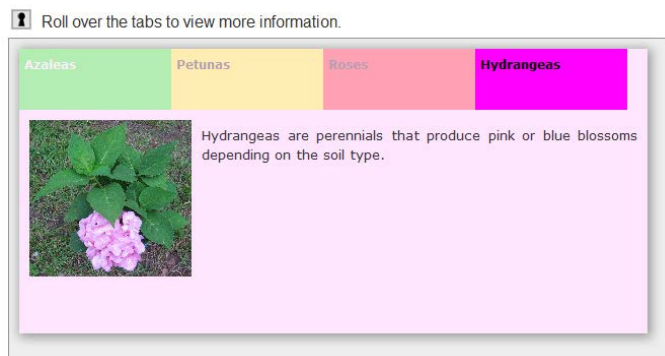 Roll over the tabs to view more information.
Azaleas Petunas Roses Hydrangeas
Hydrangeas are perennials that produce pink or blue blossoms
depending on the soil type.